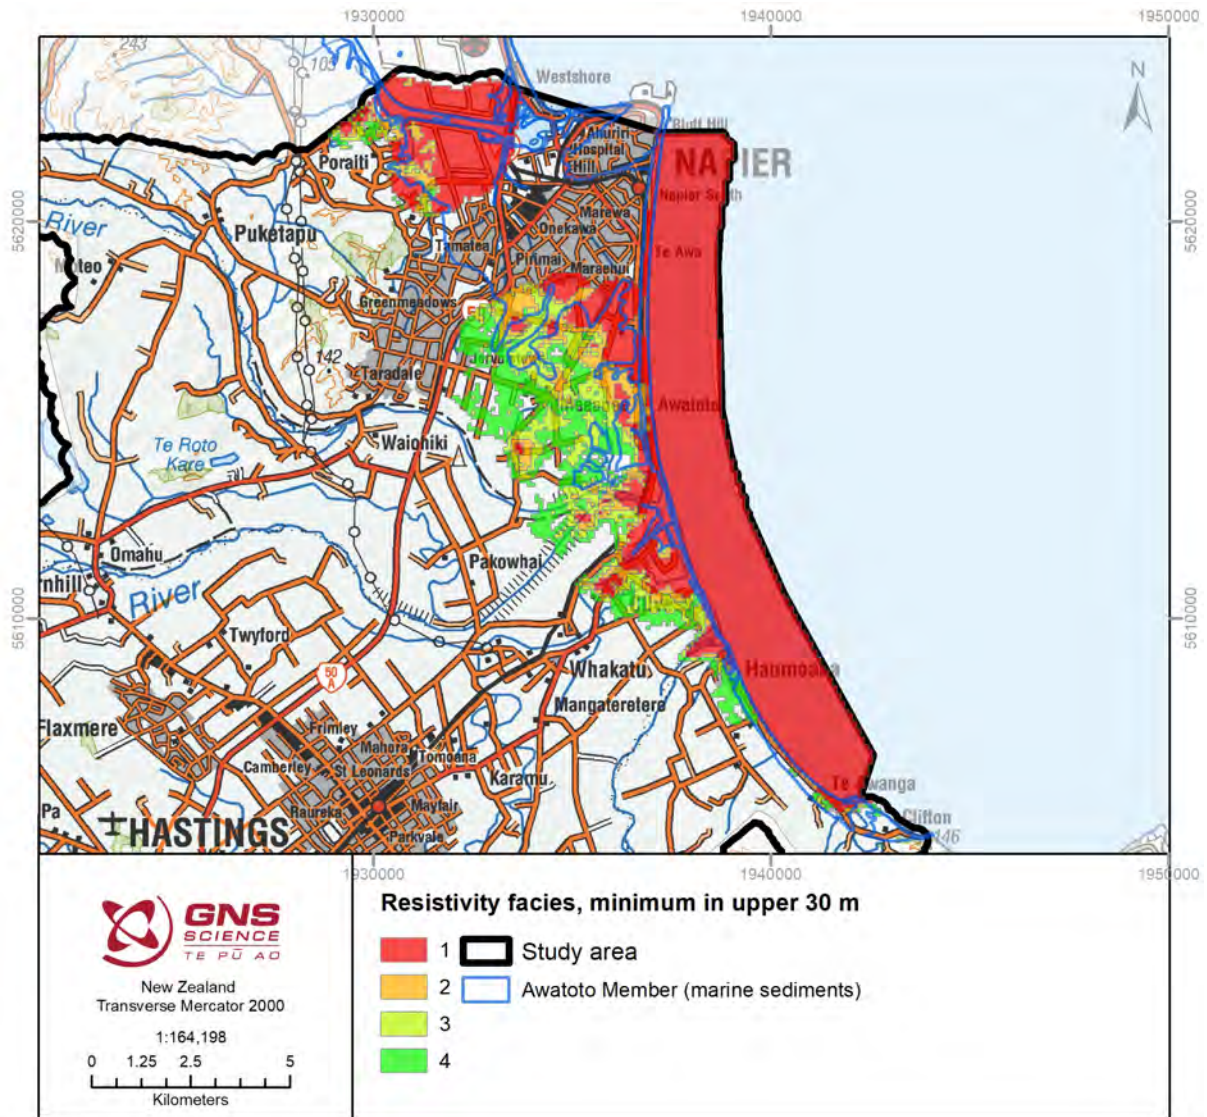 1930000
1940000
1950000
243
103
Westshore
N
Bluff Hill
Ahuriri
Hospital
Hill
NAPIER
Poraiti
Napier South
Marewa
5620000
5620000
River
Puketapu
Onekawa
Tamatea
Te Awa
Pirimai
Maraenui
Greenmeadows
142
Taradale
Awatoto
Te Roto
Kare
Waiohiki
Omahu
Pakowhai
River
5610000
5610000
Twyford
Whakatu
Haumoana
50
A
Mangateretere
Flaxmere
Frimley
Mahora
Tomoana
Camberley
St Leonards
Karamu
Te Awanga
Raureka
Mayfair
Clifton
Pa
HASTINGS
Parkvale
146
1930000
1940000
1950000
GNS
SCIENCE
TE PŪ AO
New Zealand
Transverse Mercator 2000
1:164,198
0 1.25 2.5 5
Kilometers
Resistivity facies, minimum in upper 30 m
1 Study area
2 Awatoto Member (marine sediments)
3
4